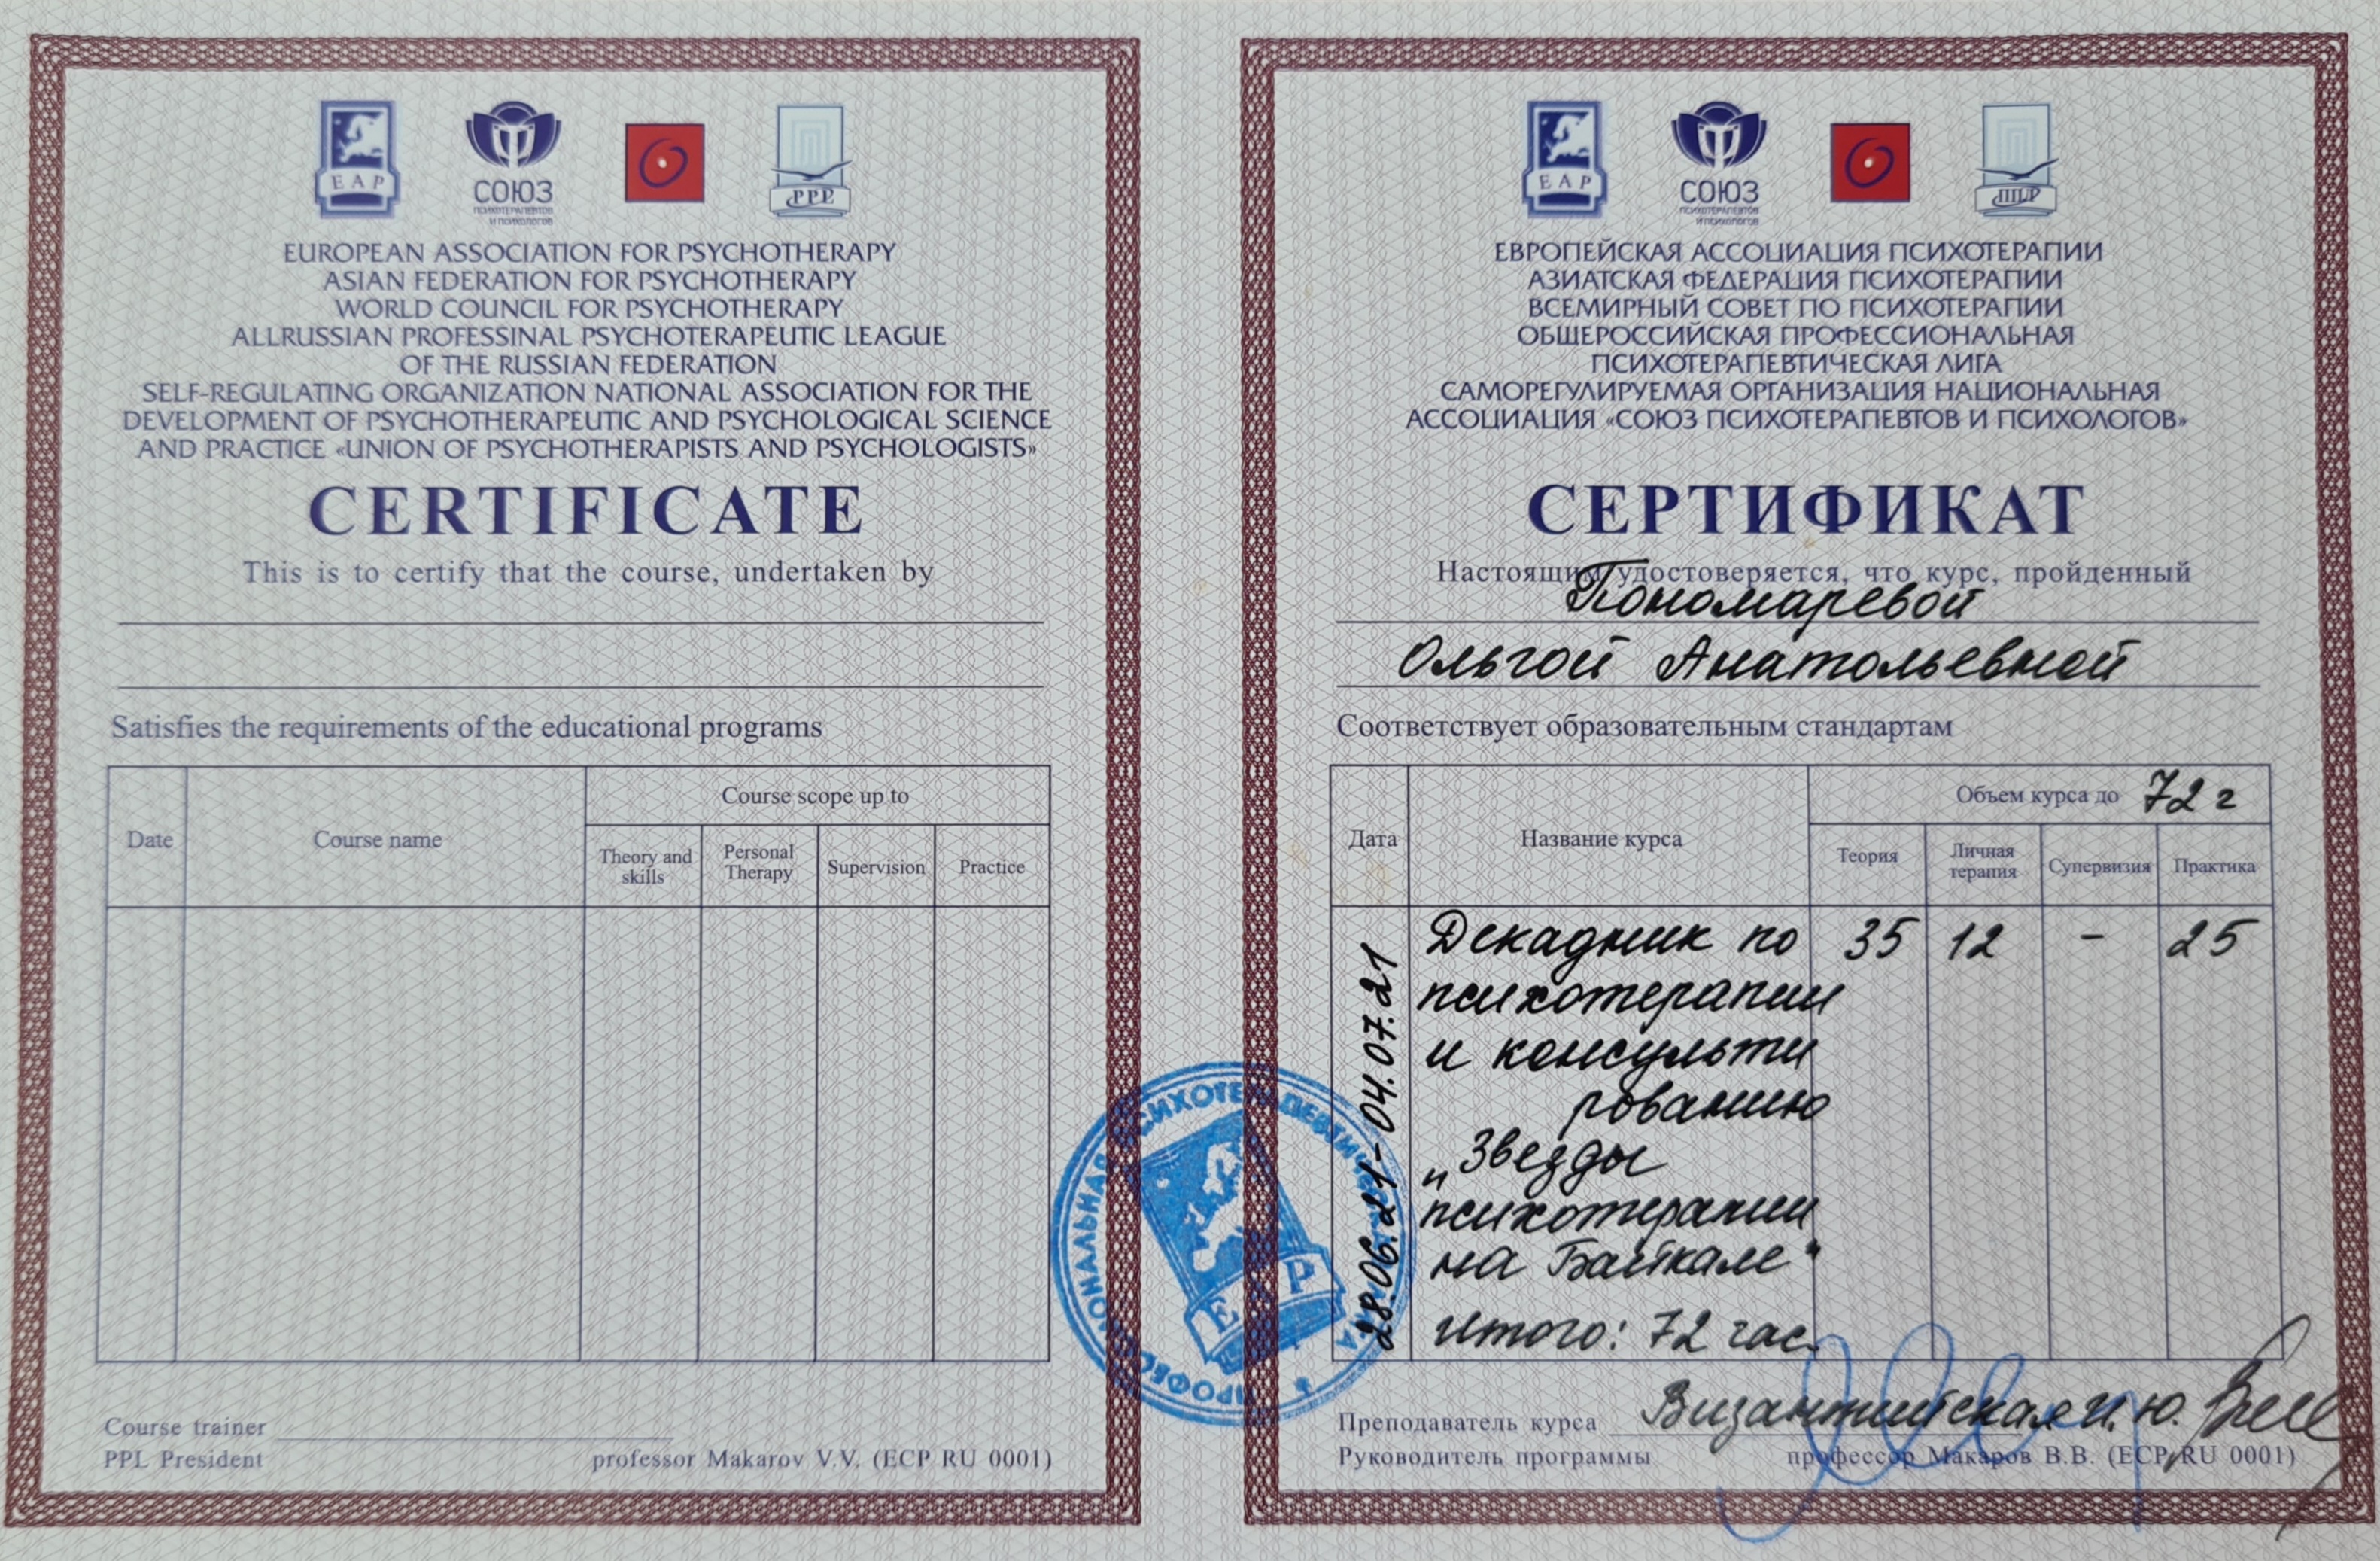 EAP
СОЮЗ
ПСИХОТЕРАПЕВТОВ
И ПСИХОЛОГОВ
PPL
EUROPEAN ASSOCIATION FOR PSYCHOTHERAPY
ASIAN FEDERATION FOR PSYCHOTHERAPY
WORLD COUNCIL FOR PSYCHOTHERAPY
ALLRUSSIAN PROFESSINAL PSYCHOTERAPEUTIC LEAGUE
OF THE RUSSIAN FEDERATION
SELF-REGULATING ORGANIZATION NATIONAL ASSOCIATION FOR THE
DEVELOPMENT OF PSYCHOTHERAPEUTIC AND PSYCHOLOGICAL SCIENCE
AND PRACTICE «UNION OF PSYCHOTHERAPISTS AND PSYCHOLOGISTS»
CERTIFICATE
This is to certify that the course, undertaken by
Satisfies the requirements of the educational programs
Date
Course name
Course scope up to
Theory and
skills
Personal
Therapy
Supervision
Practice
Course trainer
PPL President professor Makarov V.V. (ECP RU 0001)
EAP
СОЮЗ
ПСИХОТЕРАПЕВТОВ
И ПСИХОЛОГОВ
ППЛ
ЕВРОПЕЙСКАЯ АССОЦИАЦИЯ ПСИХОТЕРАПИИ
АЗИАТСКАЯ ФЕДЕРАЦИЯ ПСИХОТЕРАПИИ
ВСЕМИРНЫЙ СОВЕТ ПО ПСИХОТЕРАПИИ
ОБЩЕРОССИЙСКАЯ ПРОФЕССИОНАЛЬНАЯ
ПСИХОТЕРАПЕВТИЧЕСКАЯ ЛИГА
САМОРЕГУЛИРУЕМАЯ ОРГАНИЗАЦИЯ НАЦИОНАЛЬНАЯ
АССОЦИАЦИЯ «СОЮЗ ПСИХОТЕРАПЕВТОВ И ПСИХОЛОГОВ»
СЕРТИФИКАТ
Настоящим удостоверяется, что курс, пройденный
Пономаревой
Ольгой Анатольевной
Соответствует образовательным стандартам
Дата
Название курса
Объем курса до 72 г
Теория
Личная
терапия
Супервизия
Практика
28.06.21-04.07.21
Декадник по 35 12 - 25
психотерапии
и консульти
рованию
„Звезды
психотерапии
на Байкале"
Итого: 72 час.
Преподаватель курса Византийская И. Ю.
Руководитель программы профессор Макаров В.В. (ECP RU 0001)